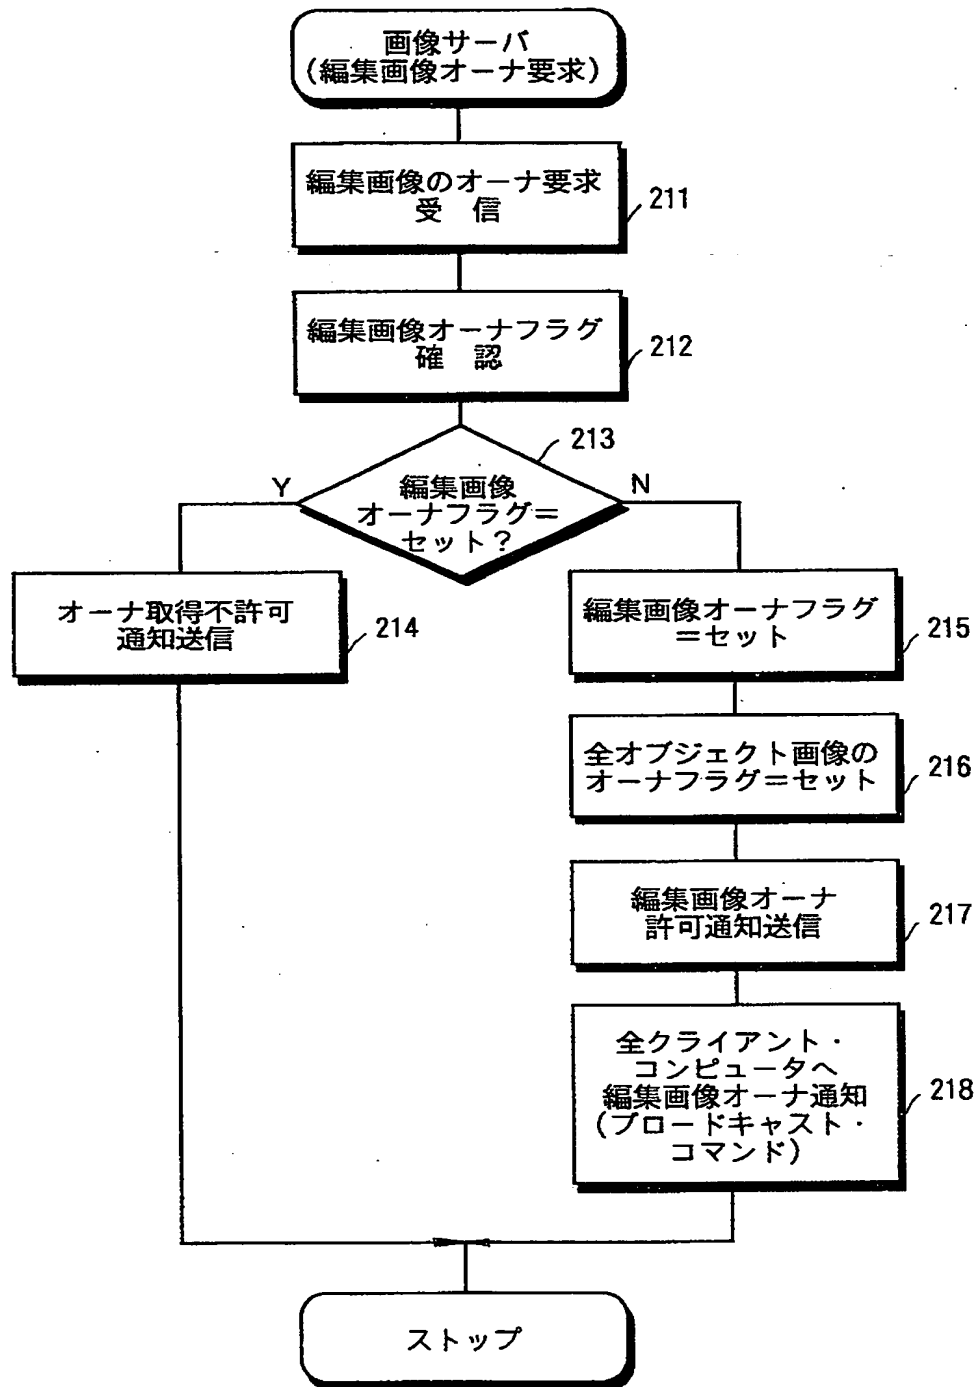 画像サーバ
(編集画像オーナ要求)
編集画像のオーナ要求
受 信
211
編集画像オーナフラグ
確 認
212
213
編集画像
オーナフラグ=
セット?
Y
N
オーナ取得不許可
通知送信
214
編集画像オーナフラグ
=セット
215
全オブジェクト画像の
オーナフラグ=セット
216
編集画像オーナ
許可通知送信
217
全クライアント・
コンピュータへ
編集画像オーナ通知
(ブロードキャスト・
コマンド)
218
ストップ